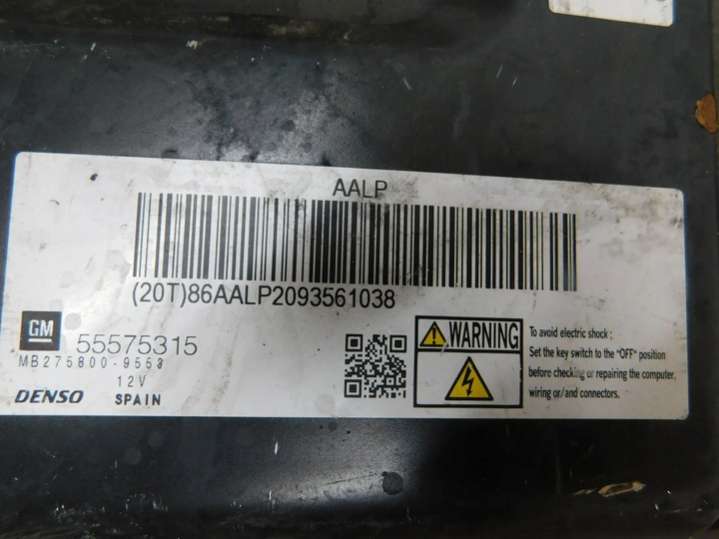 AALP
(20T)86AALP2093561038
GM 55575315
MB275800-9553
12V
DENSO SPAIN
WARNING
To avoid electric shock ;
Set the key switch to the "OFF" position
before checking or repairing the computer,
wiring or/and connectors.